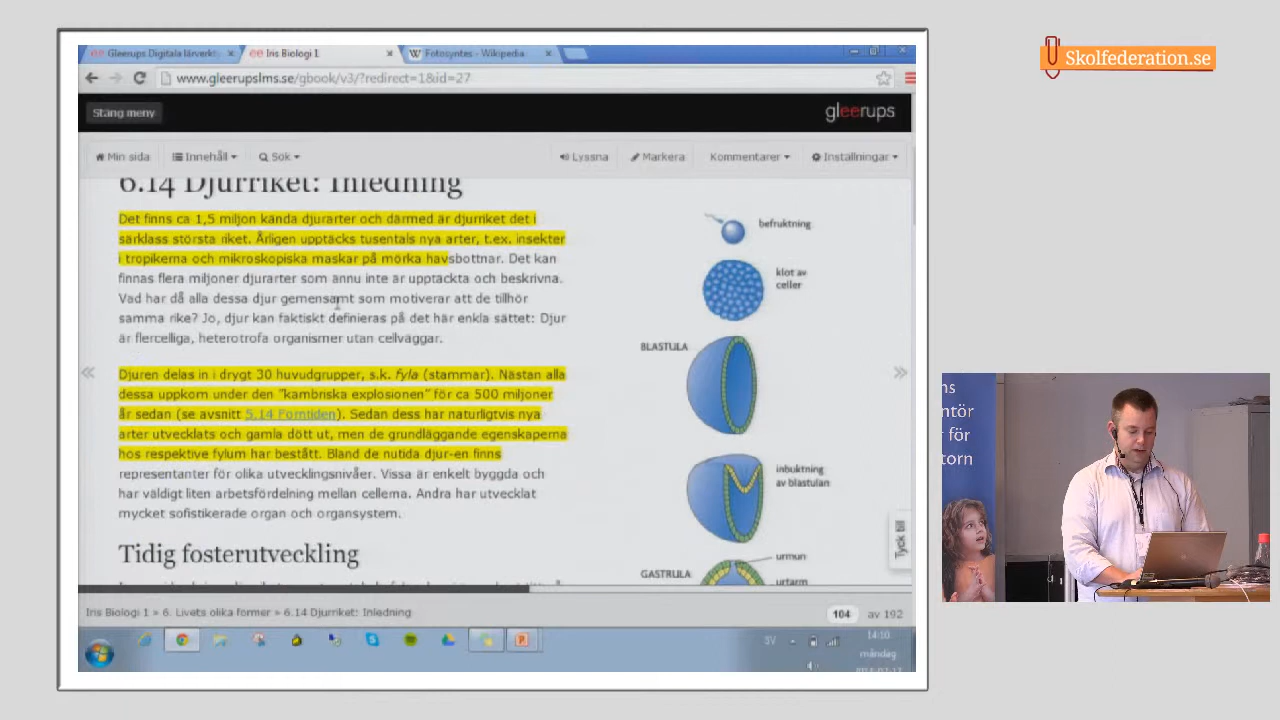 Gleerups Digitala lärverkt
Iris Biologi 1
Fotosyntes - Wikipedia
www.gleerupslms.se/gbook/v3/?redirect=1&id=27
Stäng meny
gleerups
Min sida
Innehåll
Sök
Lyssna
Markera
Kommentarer
Inställningar
6.14 Djurriket: Inledning
Det finns ca 1,5 miljon kända djurarter och därmed är djurriket det i
särklass största riket. Årligen upptäcks tusentals nya arter, t.ex. insekter
i tropikerna och mikroskopiska maskar på mörka havsbottnar. Det kan
finnas flera miljoner djurarter som ännu inte är upptäckta och beskrivna.
Vad har då alla dessa djur gemensamt som motiverar att de tillhör
samma rike? Jo, djur kan faktiskt definieras på det här enkla sättet: Djur
är flercelliga, heterotrofa organismer utan cellväggar.
Djuren delas in i drygt 30 huvudgrupper, s.k. fyla (stammar). Nästan alla
dessa uppkom under den "kambriska explosionen" för ca 500 miljoner
år sedan (se avsnitt 5.14 Forntiden). Sedan dess har naturligtvis nya
arter utvecklats och gamla dött ut, men de grundläggande egenskaperna
hos respektive fylum har bestått. Bland de nutida djur-en finns
representanter för olika utvecklingsnivåer. Vissa är enkelt byggda och
har väldigt liten arbetsfördelning mellan cellerna. Andra har utvecklat
mycket sofistikerade organ och organsystem.
Tidig fosterutveckling
befruktning
klot av
celler
BLASTULA
inbuktning
av blastulan
urmun
GASTRULA
urtarm
Tyck till
Iris Biologi 1 » 6. Livets olika former » 6.14 Djurriket: Inledning
104 av 192
SV
14:10
måndag
Skolfederation.se
ns
ntör
för
torn